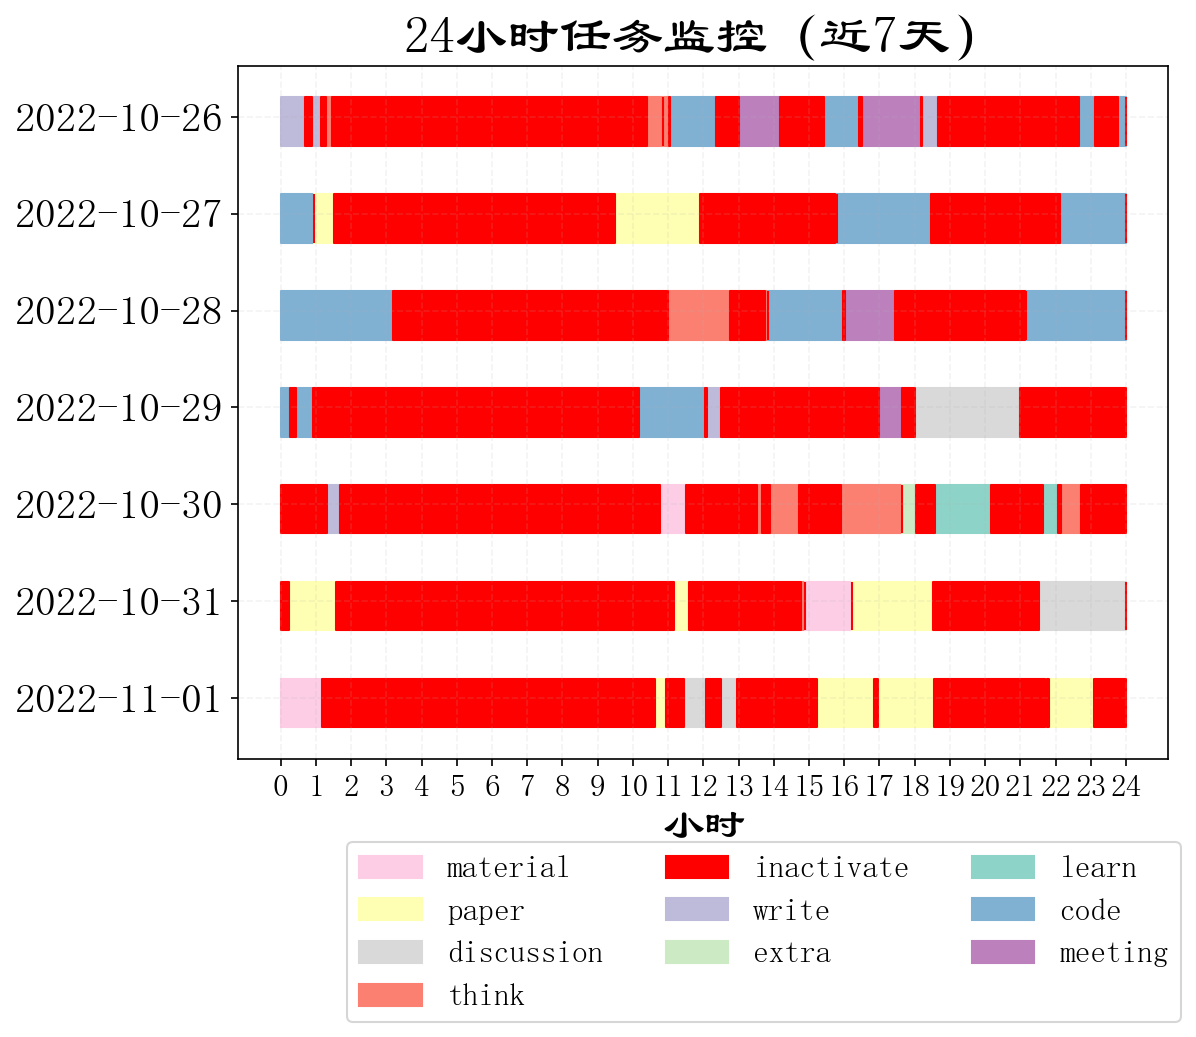 24小时任务监控 (近7天)
2022-10-26
2022-10-27
2022-10-28
2022-10-29
2022-10-30
2022-10-31
2022-11-01
0 1 2 3 4 5 6 7 8 9 10 11 12 13 14 15 16 17 18 19 20 21 22 23 24
小时
material inactivate learn
paper write code
discussion extra meeting
think